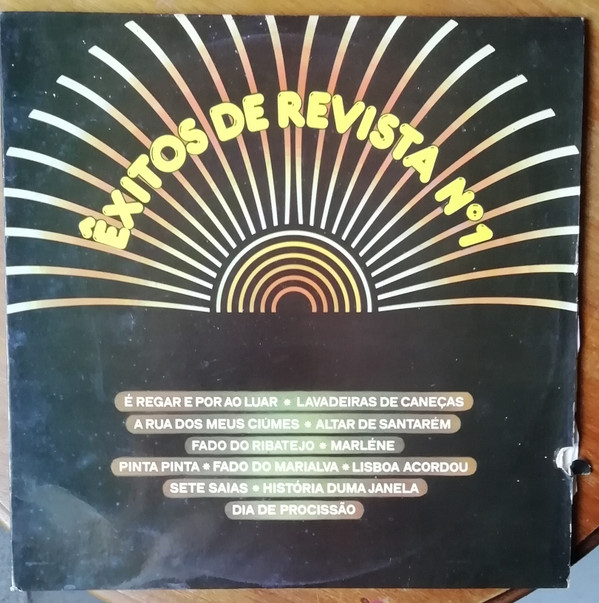 ÊXITOS DE REVISTA Nº1
É REGAR E POR AO LUAR • LAVADEIRAS DE CANEÇAS
A RUA DOS MEUS CIÚMES • ALTAR DE SANTARÉM
FADO DO RIBATEJO • MARLÉNE
PINTA PINTA • FADO DO MARIALVA • LISBOA ACORDOU
SETE SAIAS • HISTÓRIA DUMA JANELA
DIA DE PROCISSÃO